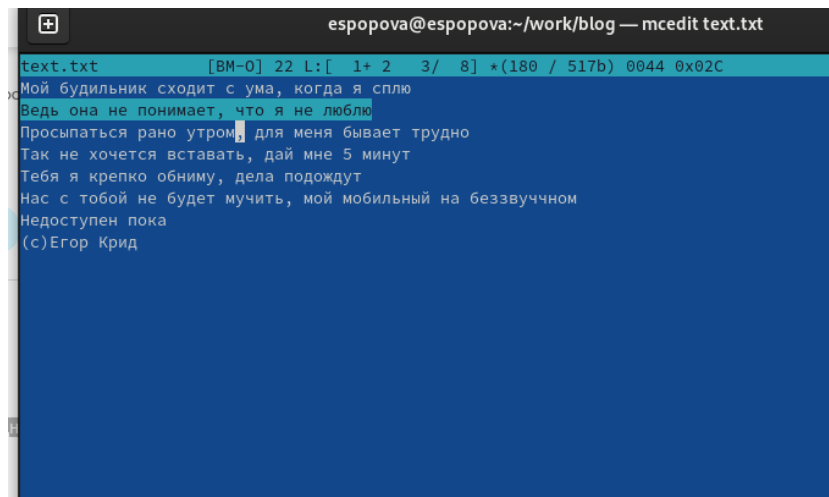 espopova@espopova:~/work/blog — mcedit text.txt
text.txt [BM-O] 22 L:[ 1+ 2 3/ 8] *(180 / 517b) 0044 0x02C
Мой будильник сходит с ума, когда я сплю
Ведь она не понимает, что я не люблю
Просыпаться рано утром, для меня бывает трудно
Так не хочется вставать, дай мне 5 минут
Тебя я крепко обниму, дела подождут
Нас с тобой не будет мучить, мой мобильный на беззвуччном
Недоступен пока
(с)Егор Крид